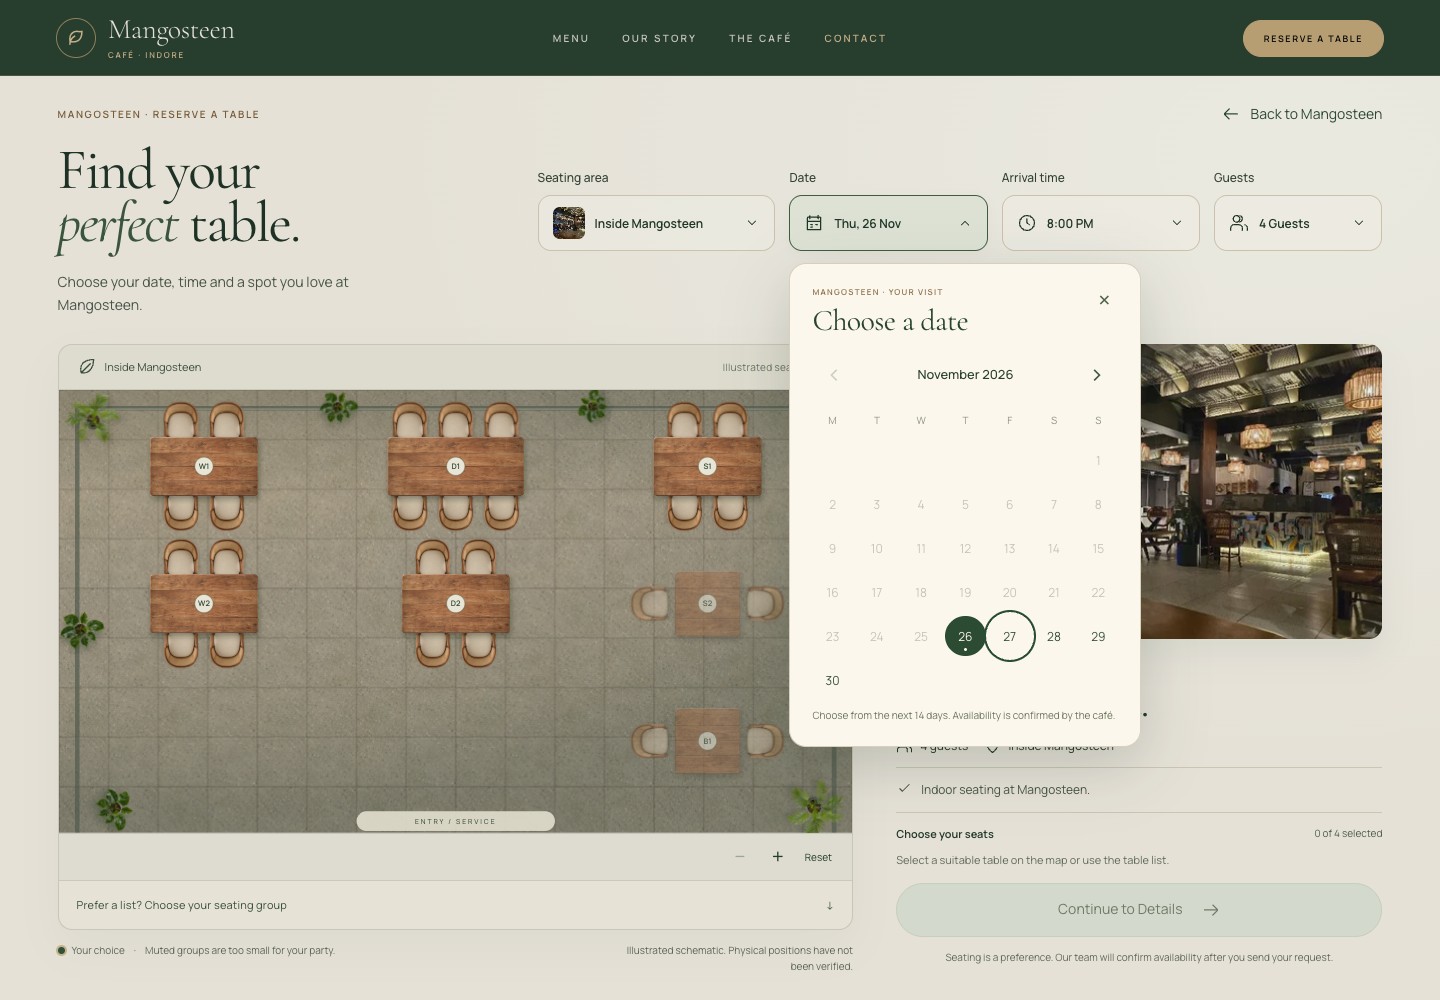 Mangosteen
CAFÉ · INDORE
MENU
OUR STORY
THE CAFÉ
CONTACT
RESERVE A TABLE
MANGOSTEEN · RESERVE A TABLE
← Back to Mangosteen
Find your
perfect table.
Choose your date, time and a spot you love at
Mangosteen.
Seating area
Date
Arrival time
Guests
Inside Mangosteen
Thu, 26 Nov
8:00 PM
4 Guests
MANGOSTEEN · YOUR VISIT
Choose a date
November 2026
M T W T F S S
1
2 3 4 5 6 7 8
9 10 11 12 13 14 15
16 17 18 19 20 21 22
23 24 25 26 27 28 29
30
Choose from the next 14 days. Availability is confirmed by the café.
Inside Mangosteen
Illustrated
W1
D1
S1
W2
D2
S2
B1
ENTRY / SERVICE
− + Reset
Prefer a list? Choose your seating group ↓
Your choice · Muted groups are too small for your party.
Illustrated schematic. Physical positions have not
been verified.
4 guests
Inside Mangosteen
Indoor seating at Mangosteen.
Choose your seats
0 of 4 selected
Select a suitable table on the map or use the table list.
Continue to Details →
Seating is a preference. Our team will confirm availability after you send your request.